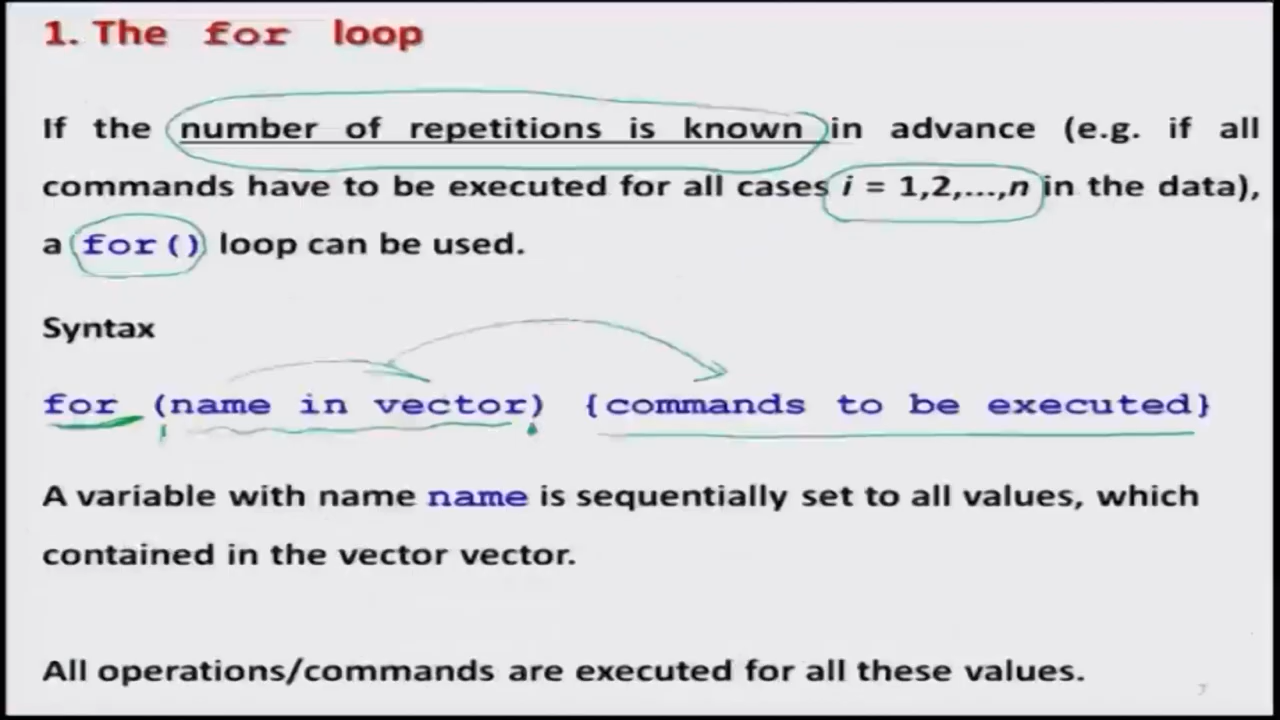 1. The for loop
If the number of repetitions is known in advance (e.g. if all
commands have to be executed for all cases i = 1,2,...,n in the data),
a for() loop can be used.
Syntax
for (name in vector) {commands to be executed}
A variable with name name is sequentially set to all values, which
contained in the vector vector.
All operations/commands are executed for all these values.
7